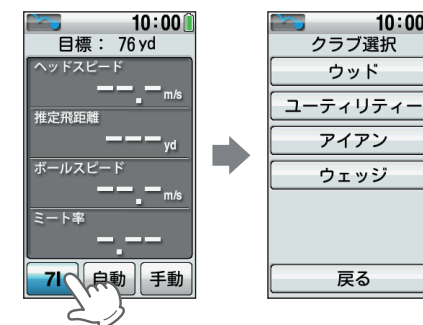 10:00
目標： 76 yd
ヘッドスピード
--.- m/s
推定飛距離
--- yd
ボールスピード
--.- m/s
ミート率
-.--
7I 自動 手動
10:00
クラブ選択
ウッド
ユーティリティー
アイアン
ウェッジ
戻る